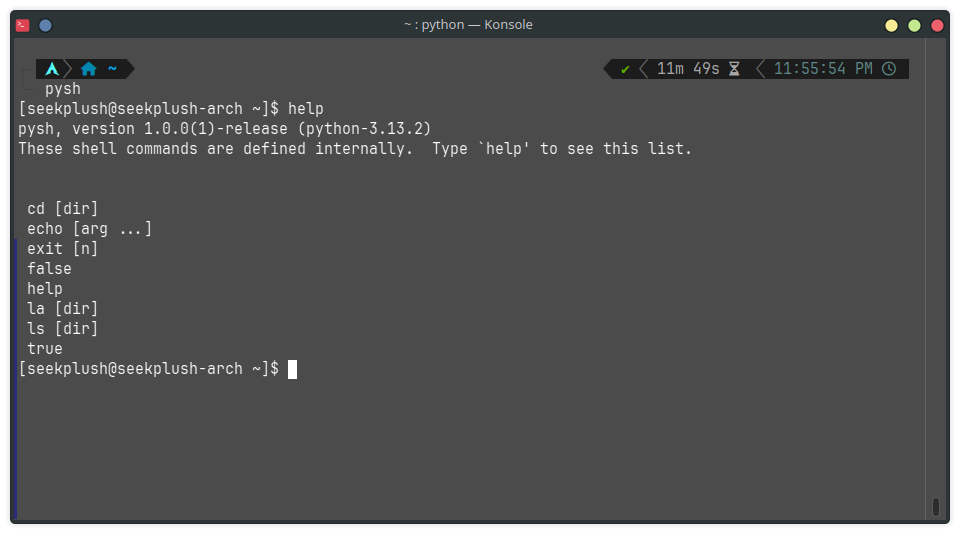 ~ : python — Konsole
~ ✔ 11m 49s 11:55:54 PM
pysh
[seekplush@seekplush-arch ~]$ help
pysh, version 1.0.0(1)-release (python-3.13.2)
These shell commands are defined internally.  Type `help' to see this list.
cd [dir]
echo [arg ...]
exit [n]
false
help
la [dir]
ls [dir]
true
[seekplush@seekplush-arch ~]$